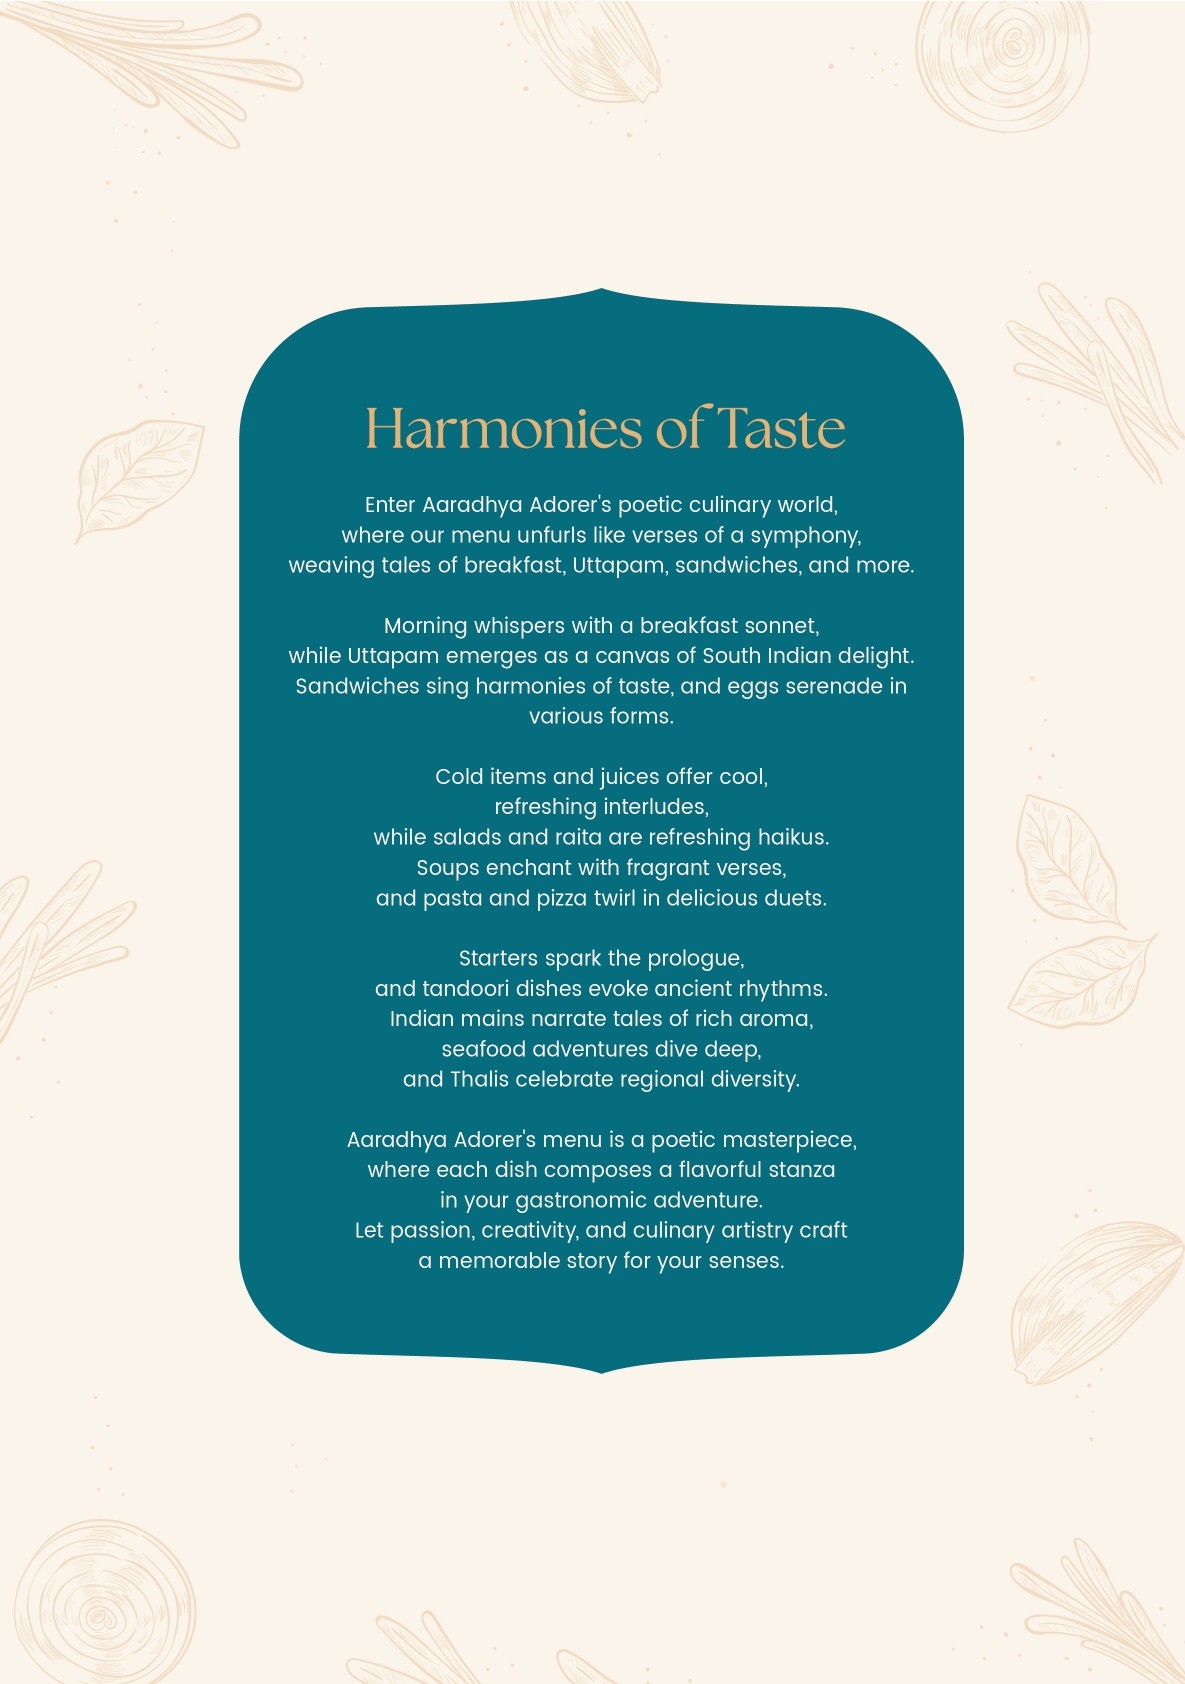 Harmonies of Taste
Enter Aaradhya Adorer's poetic culinary world,
where our menu unfurls like verses of a symphony,
weaving tales of breakfast, Uttapam, sandwiches, and more.
Morning whispers with a breakfast sonnet,
while Uttapam emerges as a canvas of South Indian delight.
Sandwiches sing harmonies of taste, and eggs serenade in
various forms.
Cold items and juices offer cool,
refreshing interludes,
while salads and raita are refreshing haikus.
Soups enchant with fragrant verses,
and pasta and pizza twirl in delicious duets.
Starters spark the prologue,
and tandoori dishes evoke ancient rhythms.
Indian mains narrate tales of rich aroma,
seafood adventures dive deep,
and Thalis celebrate regional diversity.
Aaradhya Adorer's menu is a poetic masterpiece,
where each dish composes a flavorful stanza
in your gastronomic adventure.
Let passion, creativity, and culinary artistry craft
a memorable story for your senses.